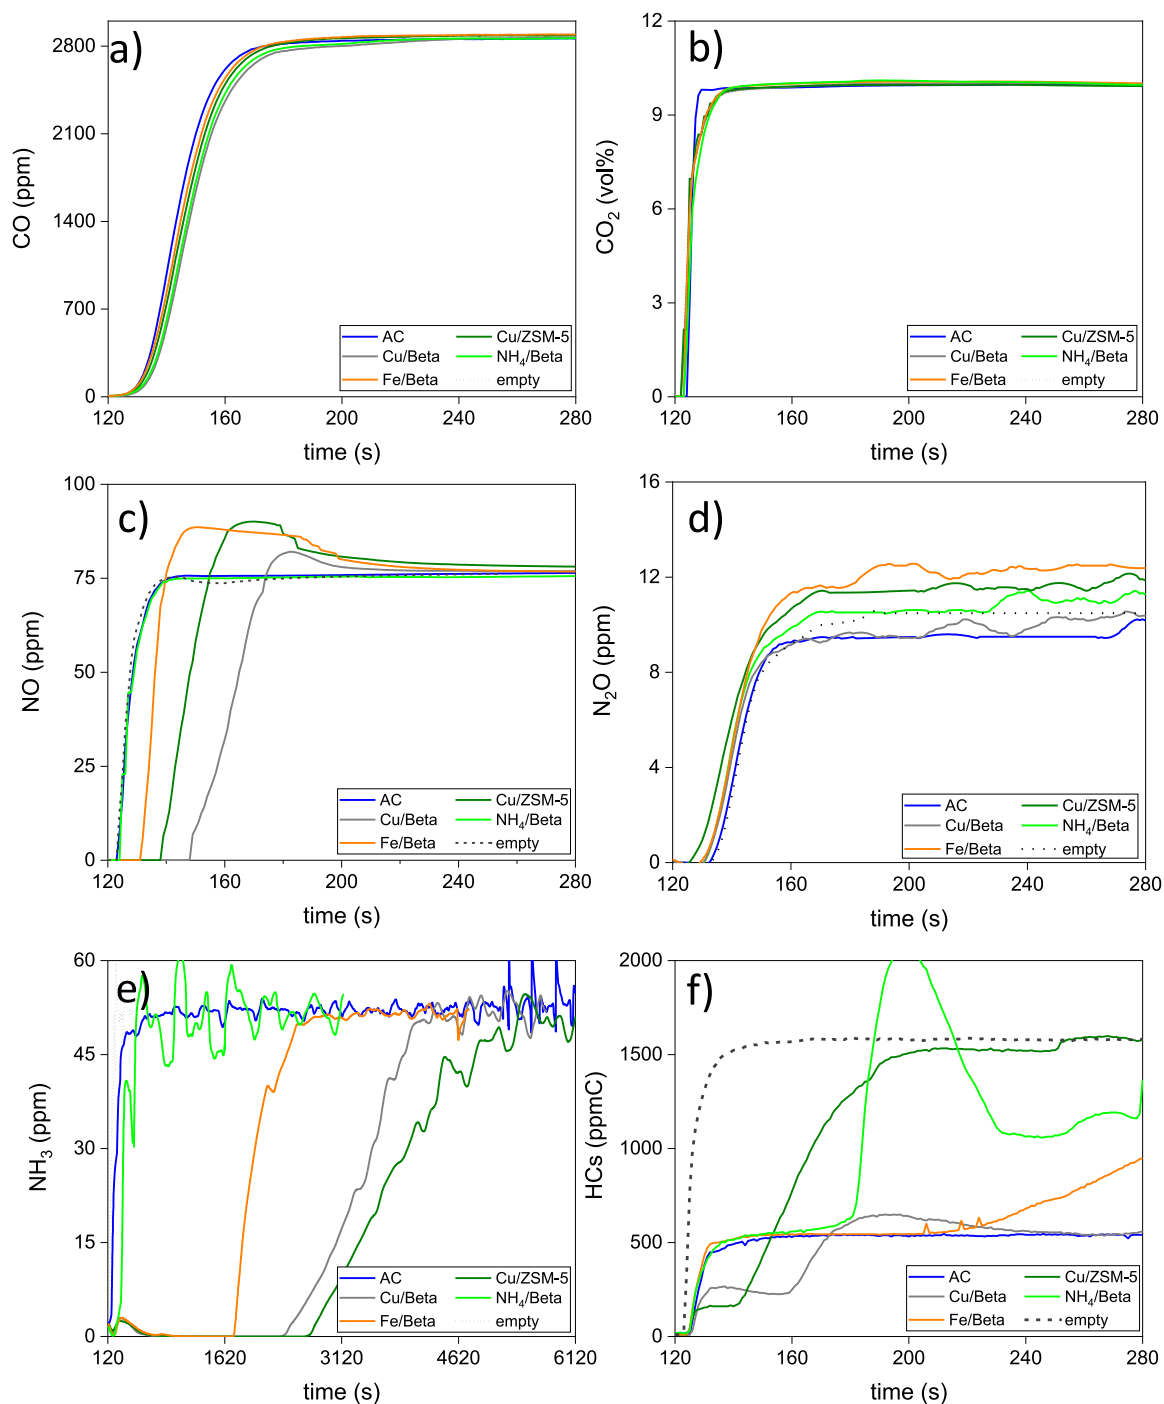 a)
CO (ppm)
2800
2100
1400
700
0
120 160 200 240 280
time (s)
AC Cu/ZSM-5
Cu/Beta NH₄/Beta
Fe/Beta empty
b)
CO₂ (vol%)
12
9
6
3
0
120 160 200 240 280
time (s)
AC Cu/ZSM-5
Cu/Beta NH₄/Beta
Fe/Beta empty
c)
NO (ppm)
100
75
50
25
0
120 160 200 240 280
time (s)
AC Cu/ZSM-5
Cu/Beta NH₄/Beta
Fe/Beta empty
d)
N₂O (ppm)
16
12
8
4
0
120 160 200 240 280
time (s)
AC Cu/ZSM-5
Cu/Beta NH₄/Beta
Fe/Beta empty
e)
NH₃ (ppm)
60
45
30
15
0
120 1620 3120 4620 6120
time (s)
AC Cu/ZSM-5
Cu/Beta NH₄/Beta
Fe/Beta empty
f)
HCs (ppmC)
2000
1500
1000
500
0
120 160 200 240 280
time (s)
AC Cu/ZSM-5
Cu/Beta NH₄/Beta
Fe/Beta empty